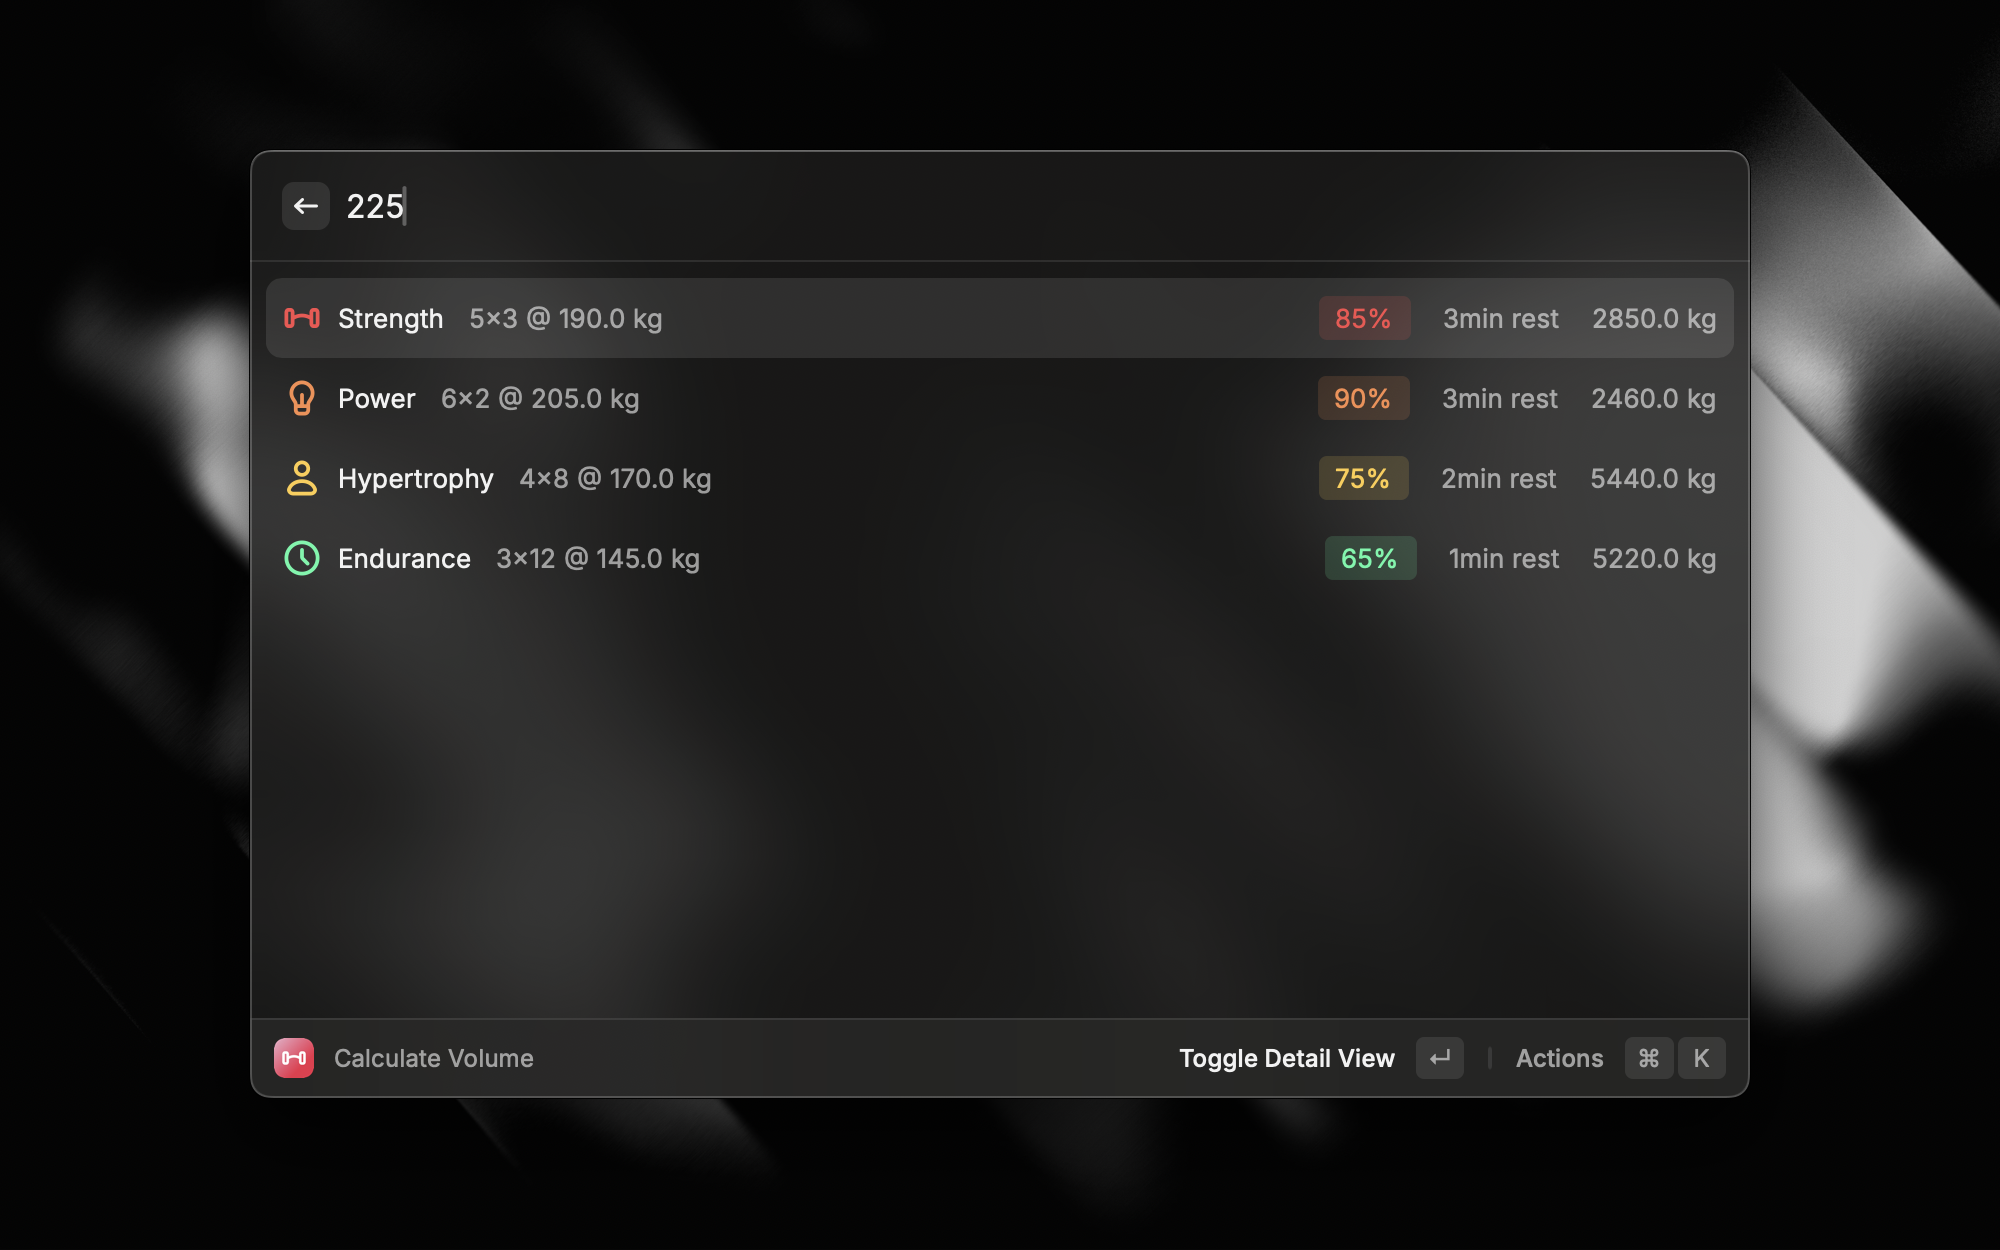 225
Strength 5×3 @ 190.0 kg 85% 3min rest 2850.0 kg
Power 6×2 @ 205.0 kg 90% 3min rest 2460.0 kg
Hypertrophy 4×8 @ 170.0 kg 75% 2min rest 5440.0 kg
Endurance 3×12 @ 145.0 kg 65% 1min rest 5220.0 kg
Calculate Volume Toggle Detail View ↵ Actions ⌘ K